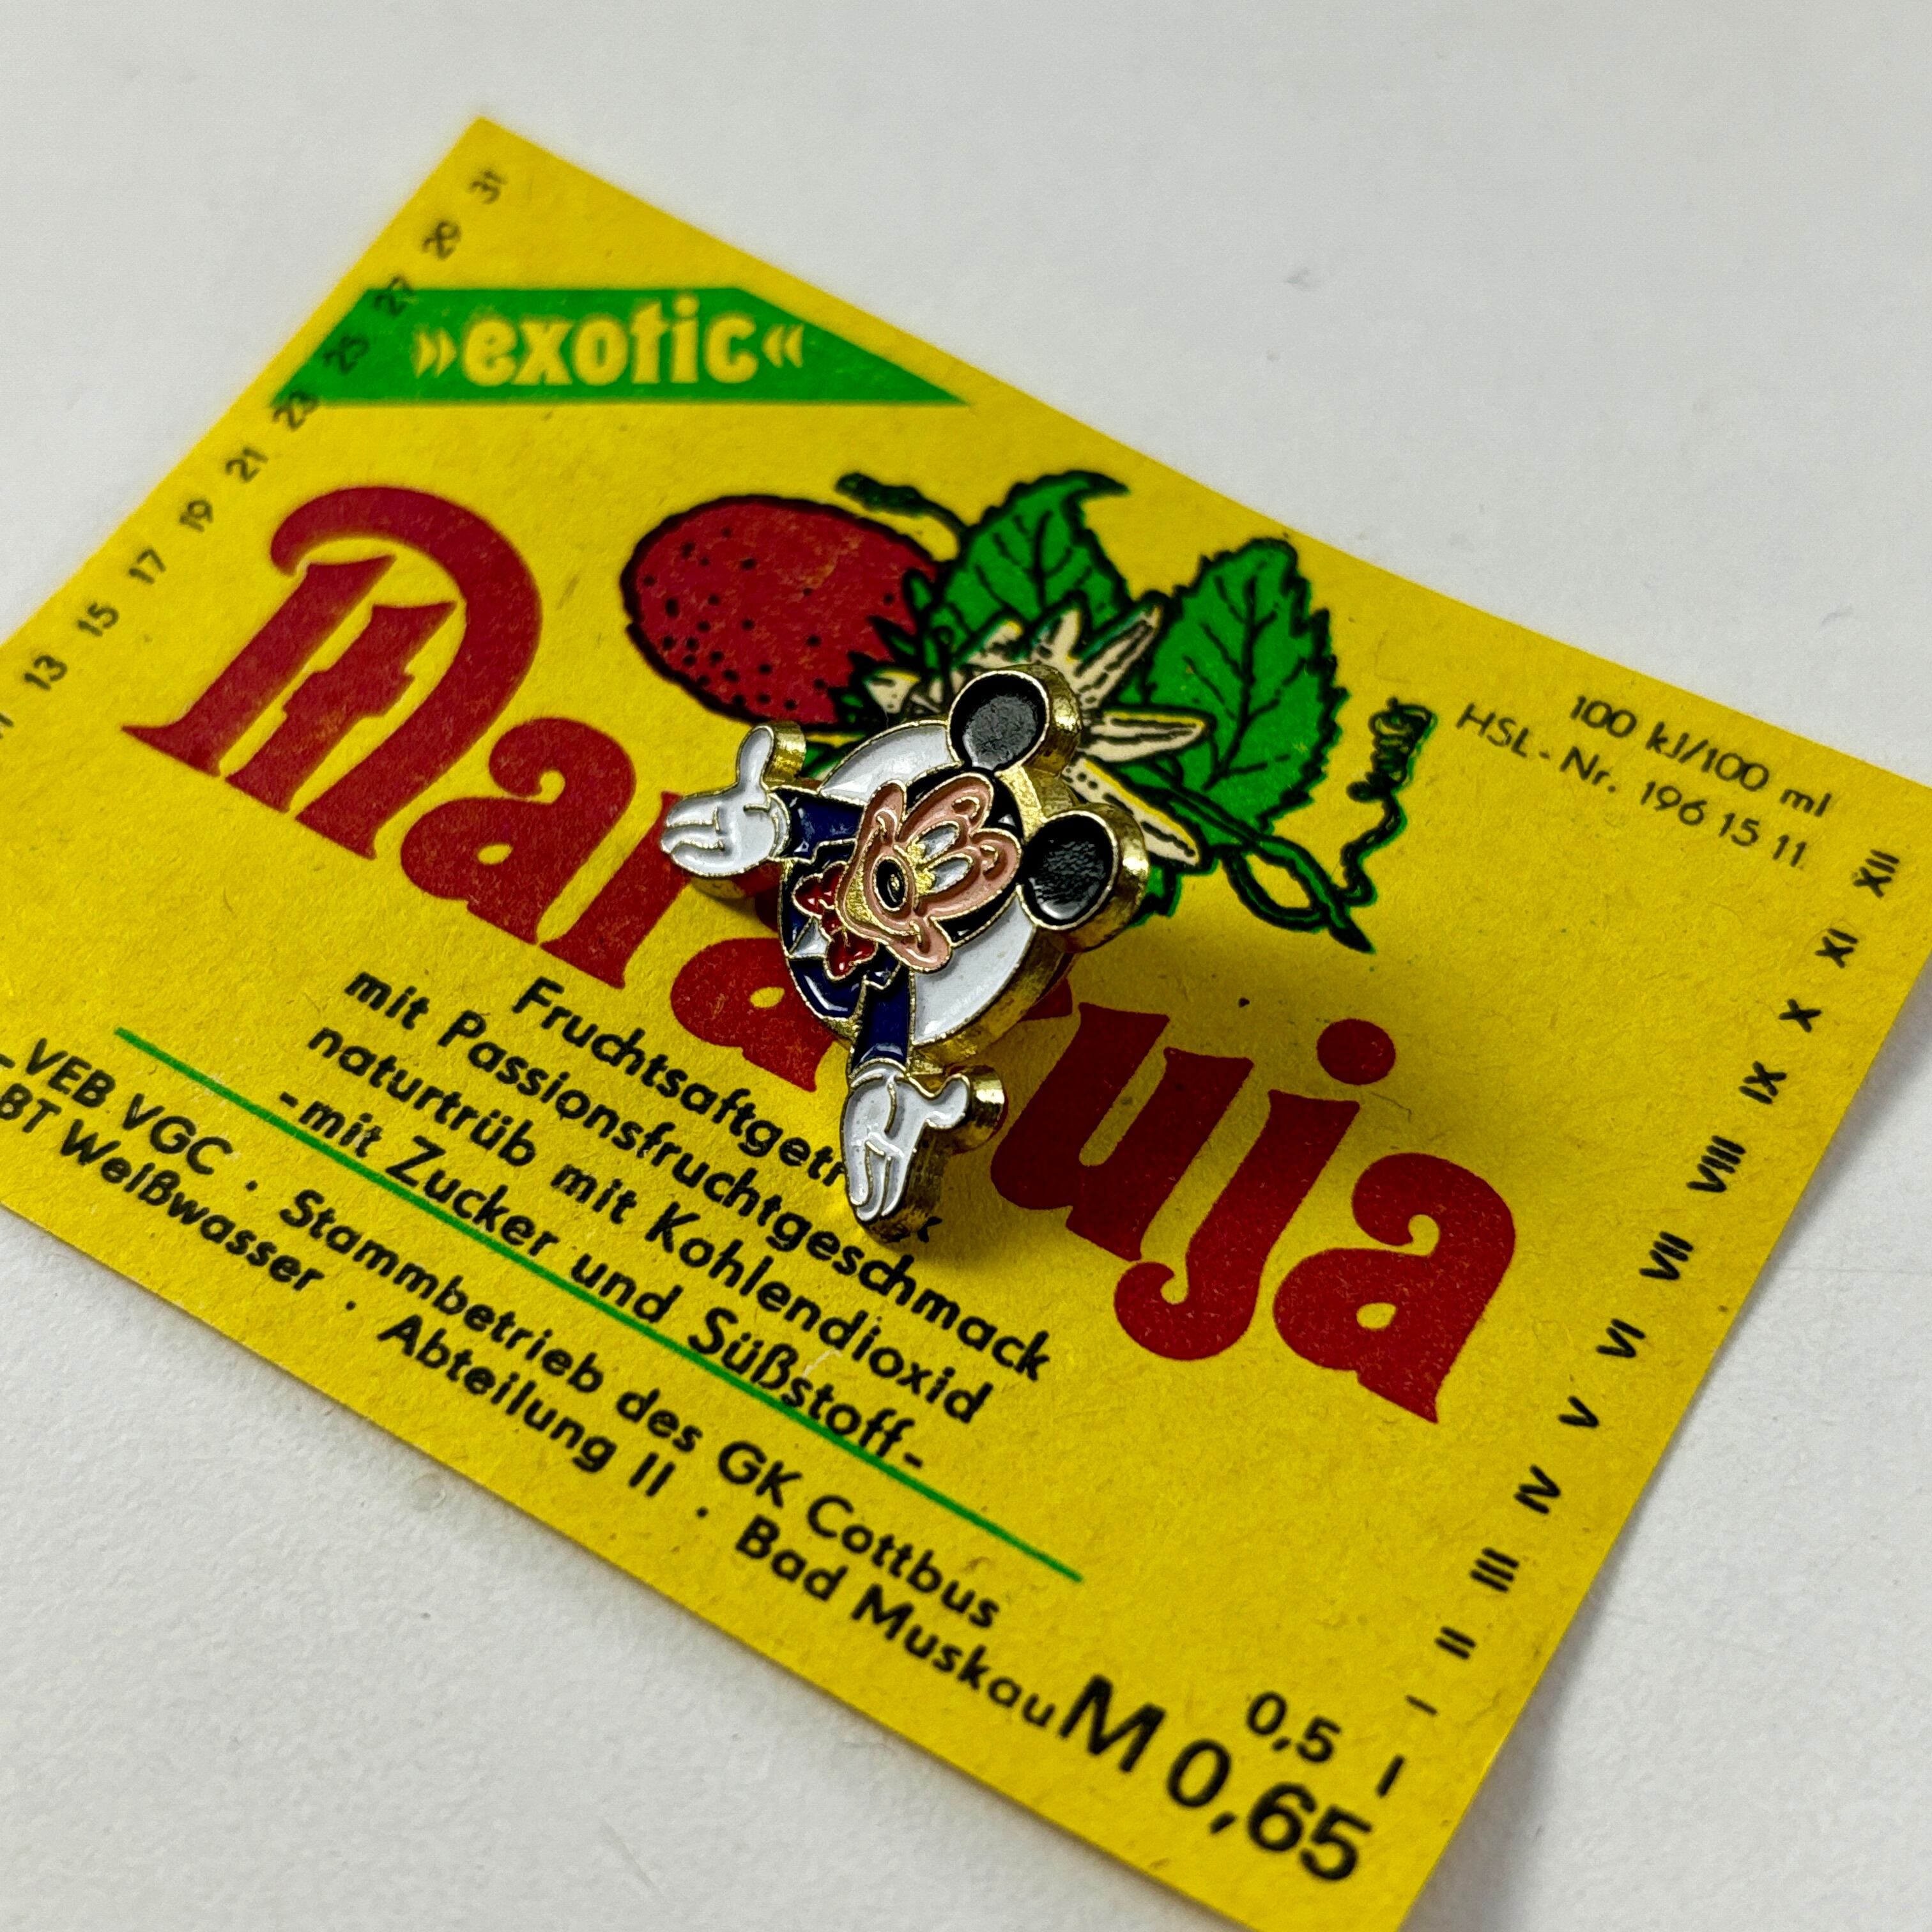 »exotic«
Maracuja
Fruchtsaftgetränk
mit Passionsfruchtgeschmack
naturtrüb mit Kohlendioxid
-mit Zucker und Süßstoff-
VEB VGC · Stammbetrieb des GK Cottbus
BT Weißwasser · Abteilung II · Bad Muskau
100 kJ/100 ml
HSL-Nr. 196 15 11
0,5 l
M 0,65
13 15 17 19 21 23 25 27 31
I II III IV V VI VII VIII IX X XI XII